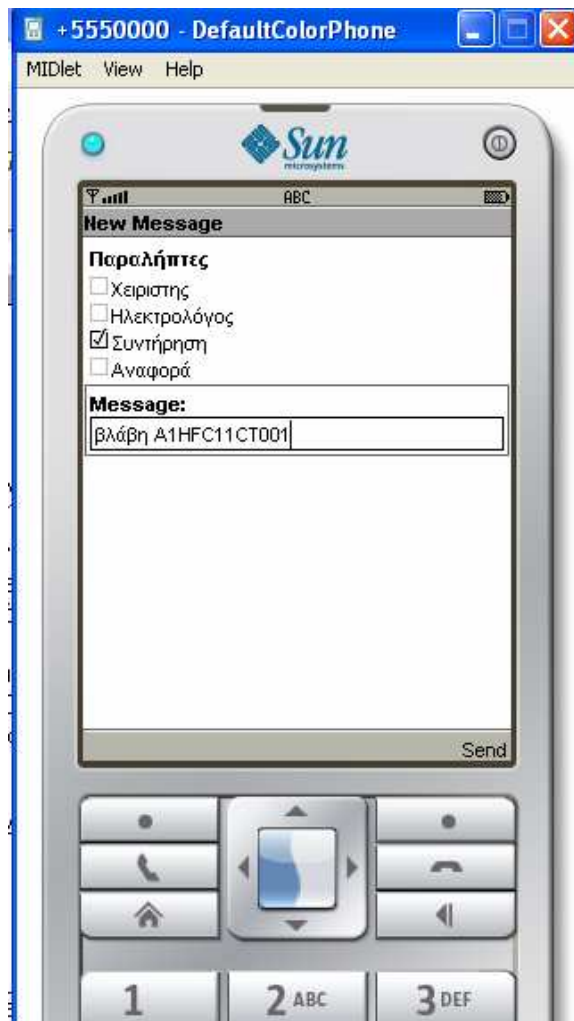 +5550000 - DefaultColorPhone
MIDlet View Help
Sun
microsystems
ABC
New Message
Παραλήπτες
Χειριστης
Ηλεκτρολόγος
Συντήρηση
Αναφορά
Message:
βλάβη A1HFC11CT001
Send
1 2 ABC 3 DEF